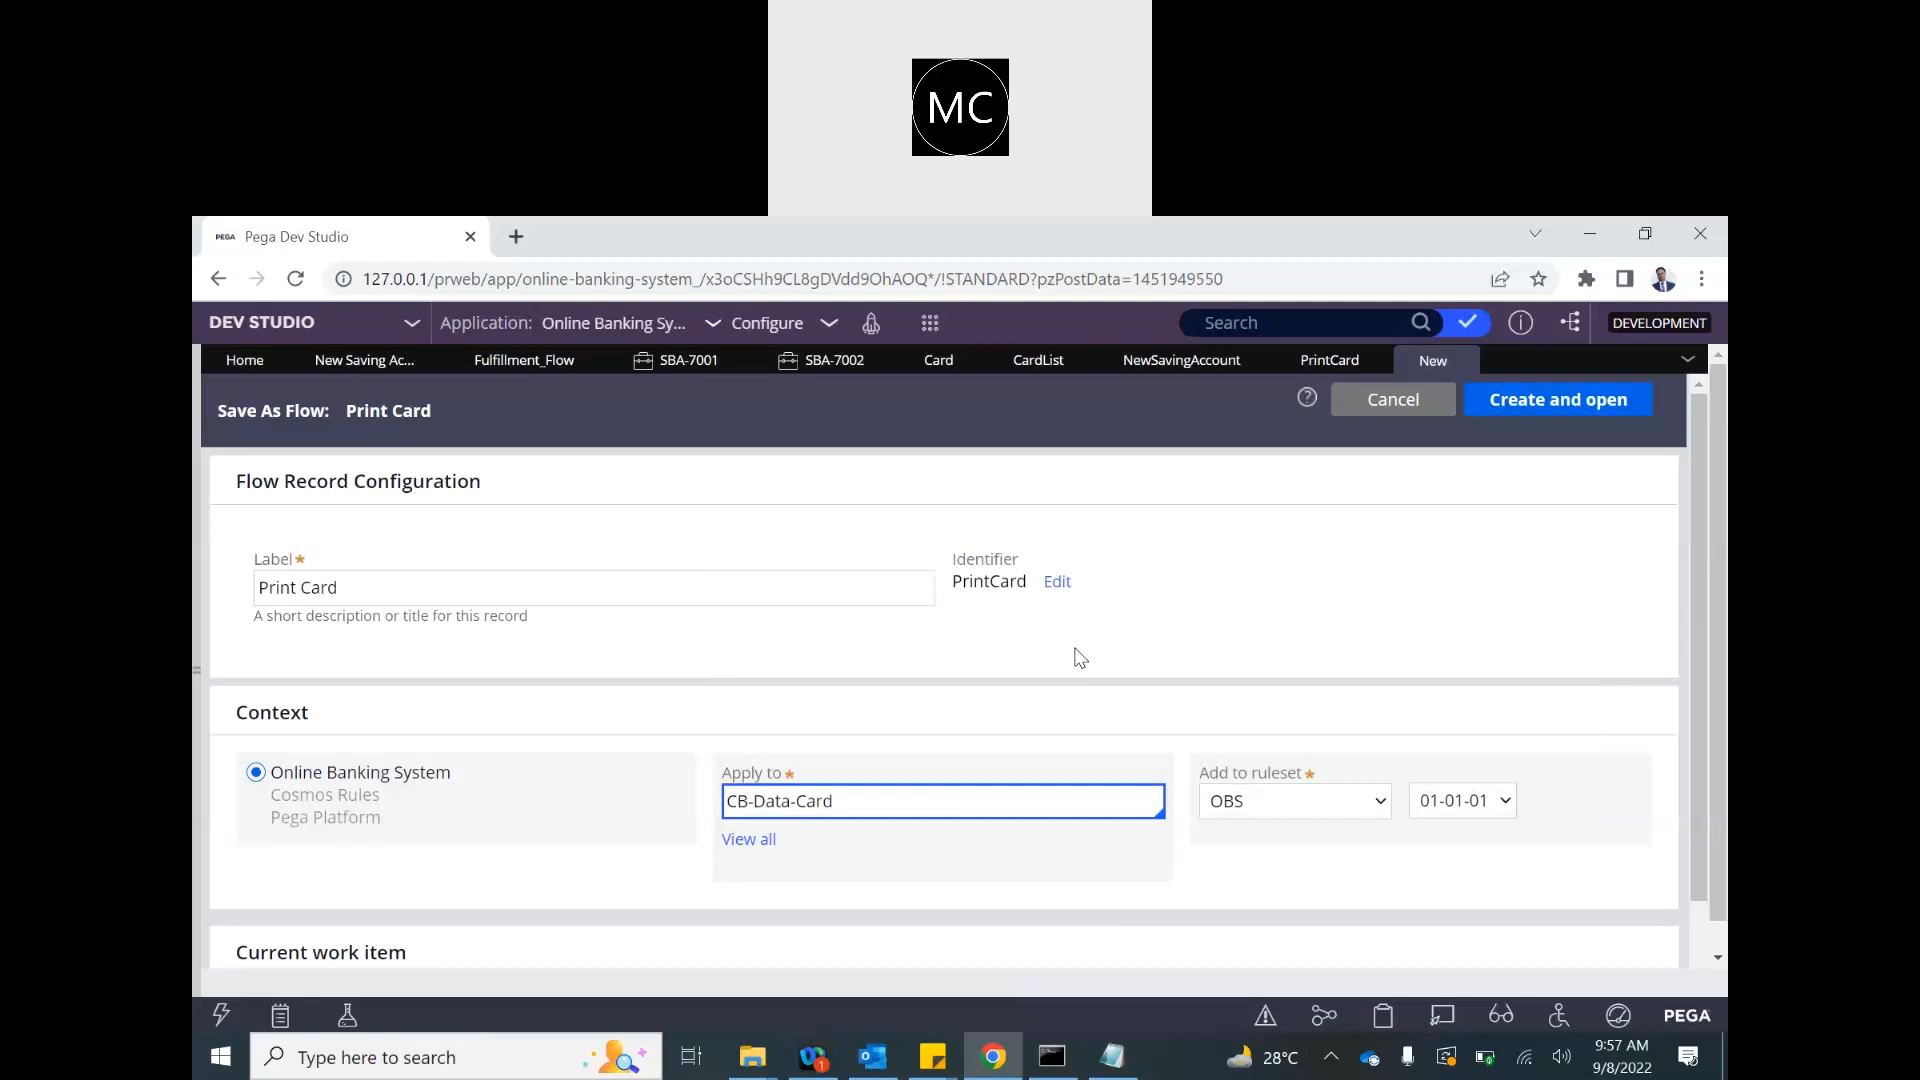 MC
PEGA Pega Dev Studio
127.0.0.1/prweb/app/online-banking-system_/x3oCSHh9CL8gDVdd9OhAOQ*/!STANDARD?pzPostData=1451949550
DEV STUDIO Application: Online Banking Sy... Configure Search DEVELOPMENT
Home New Saving Ac... Fulfillment_Flow SBA-7001 SBA-7002 Card CardList NewSavingAccount PrintCard New
Save As Flow: Print Card Cancel Create and open
Flow Record Configuration
Label★ Identifier
Print Card PrintCard Edit
A short description or title for this record
Context
Online Banking System Apply to★ Add to ruleset★
Cosmos Rules CB-Data-Card OBS 01-01-01
Pega Platform View all
Current work item
PEGA
Type here to search 1 28°C 9:57 AM
9/8/2022